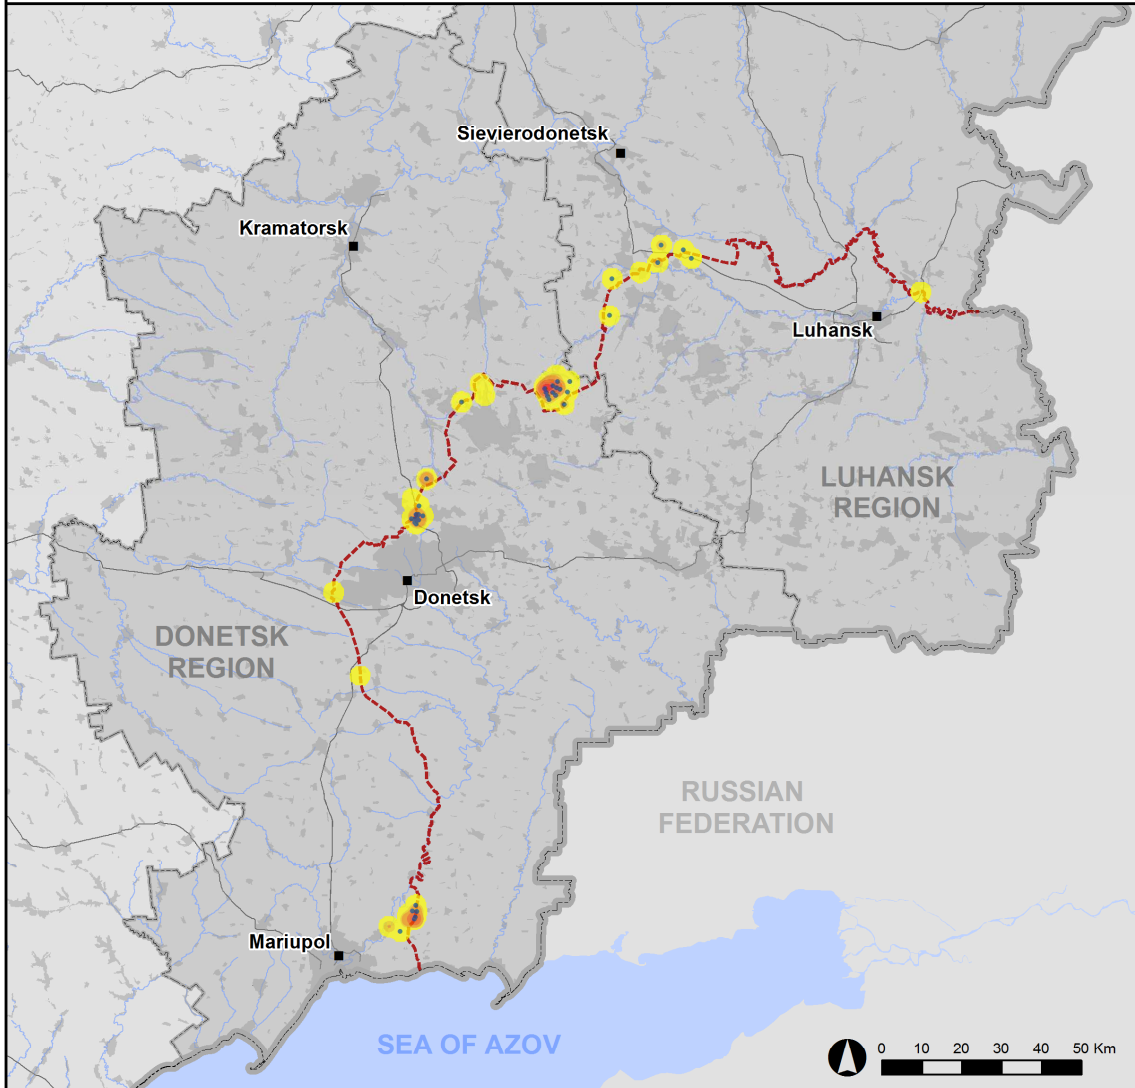 Sievierodonetsk
Kramatorsk
Luhansk
LUHANSK
REGION
Donetsk
DONETSK
REGION
RUSSIAN
FEDERATION
Mariupol
SEA OF AZOV
0 10 20 30 40 50 Km